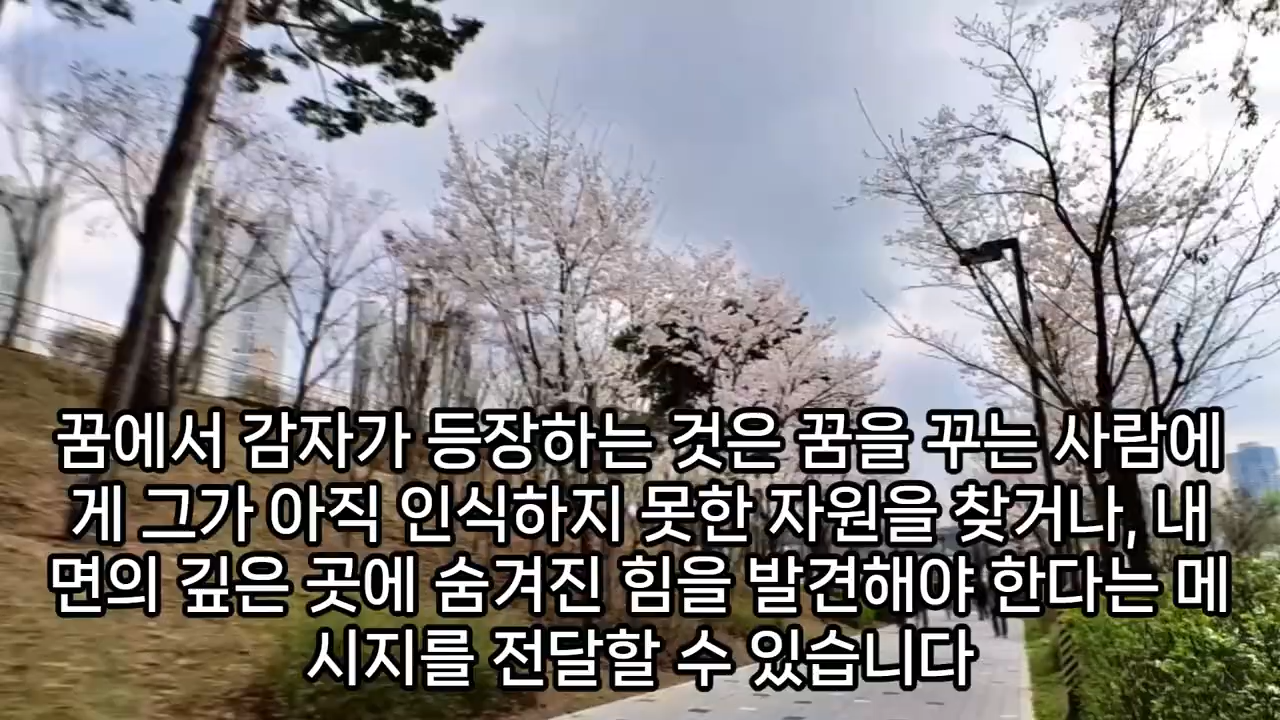 꿈에서 감자가 등장하는 것은 꿈을 꾸는 사람에
게 그가 아직 인식하지 못한 자원을 찾거나, 내
면의 깊은 곳에 숨겨진 힘을 발견해야 한다는 메
시지를 전달할 수 있습니다